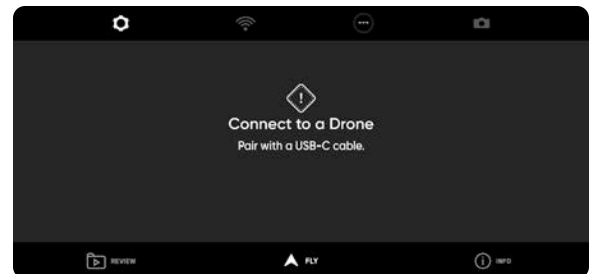 Connect to a Drone
Pair with a USB-C cable.
REVIEW
FLY
INFO